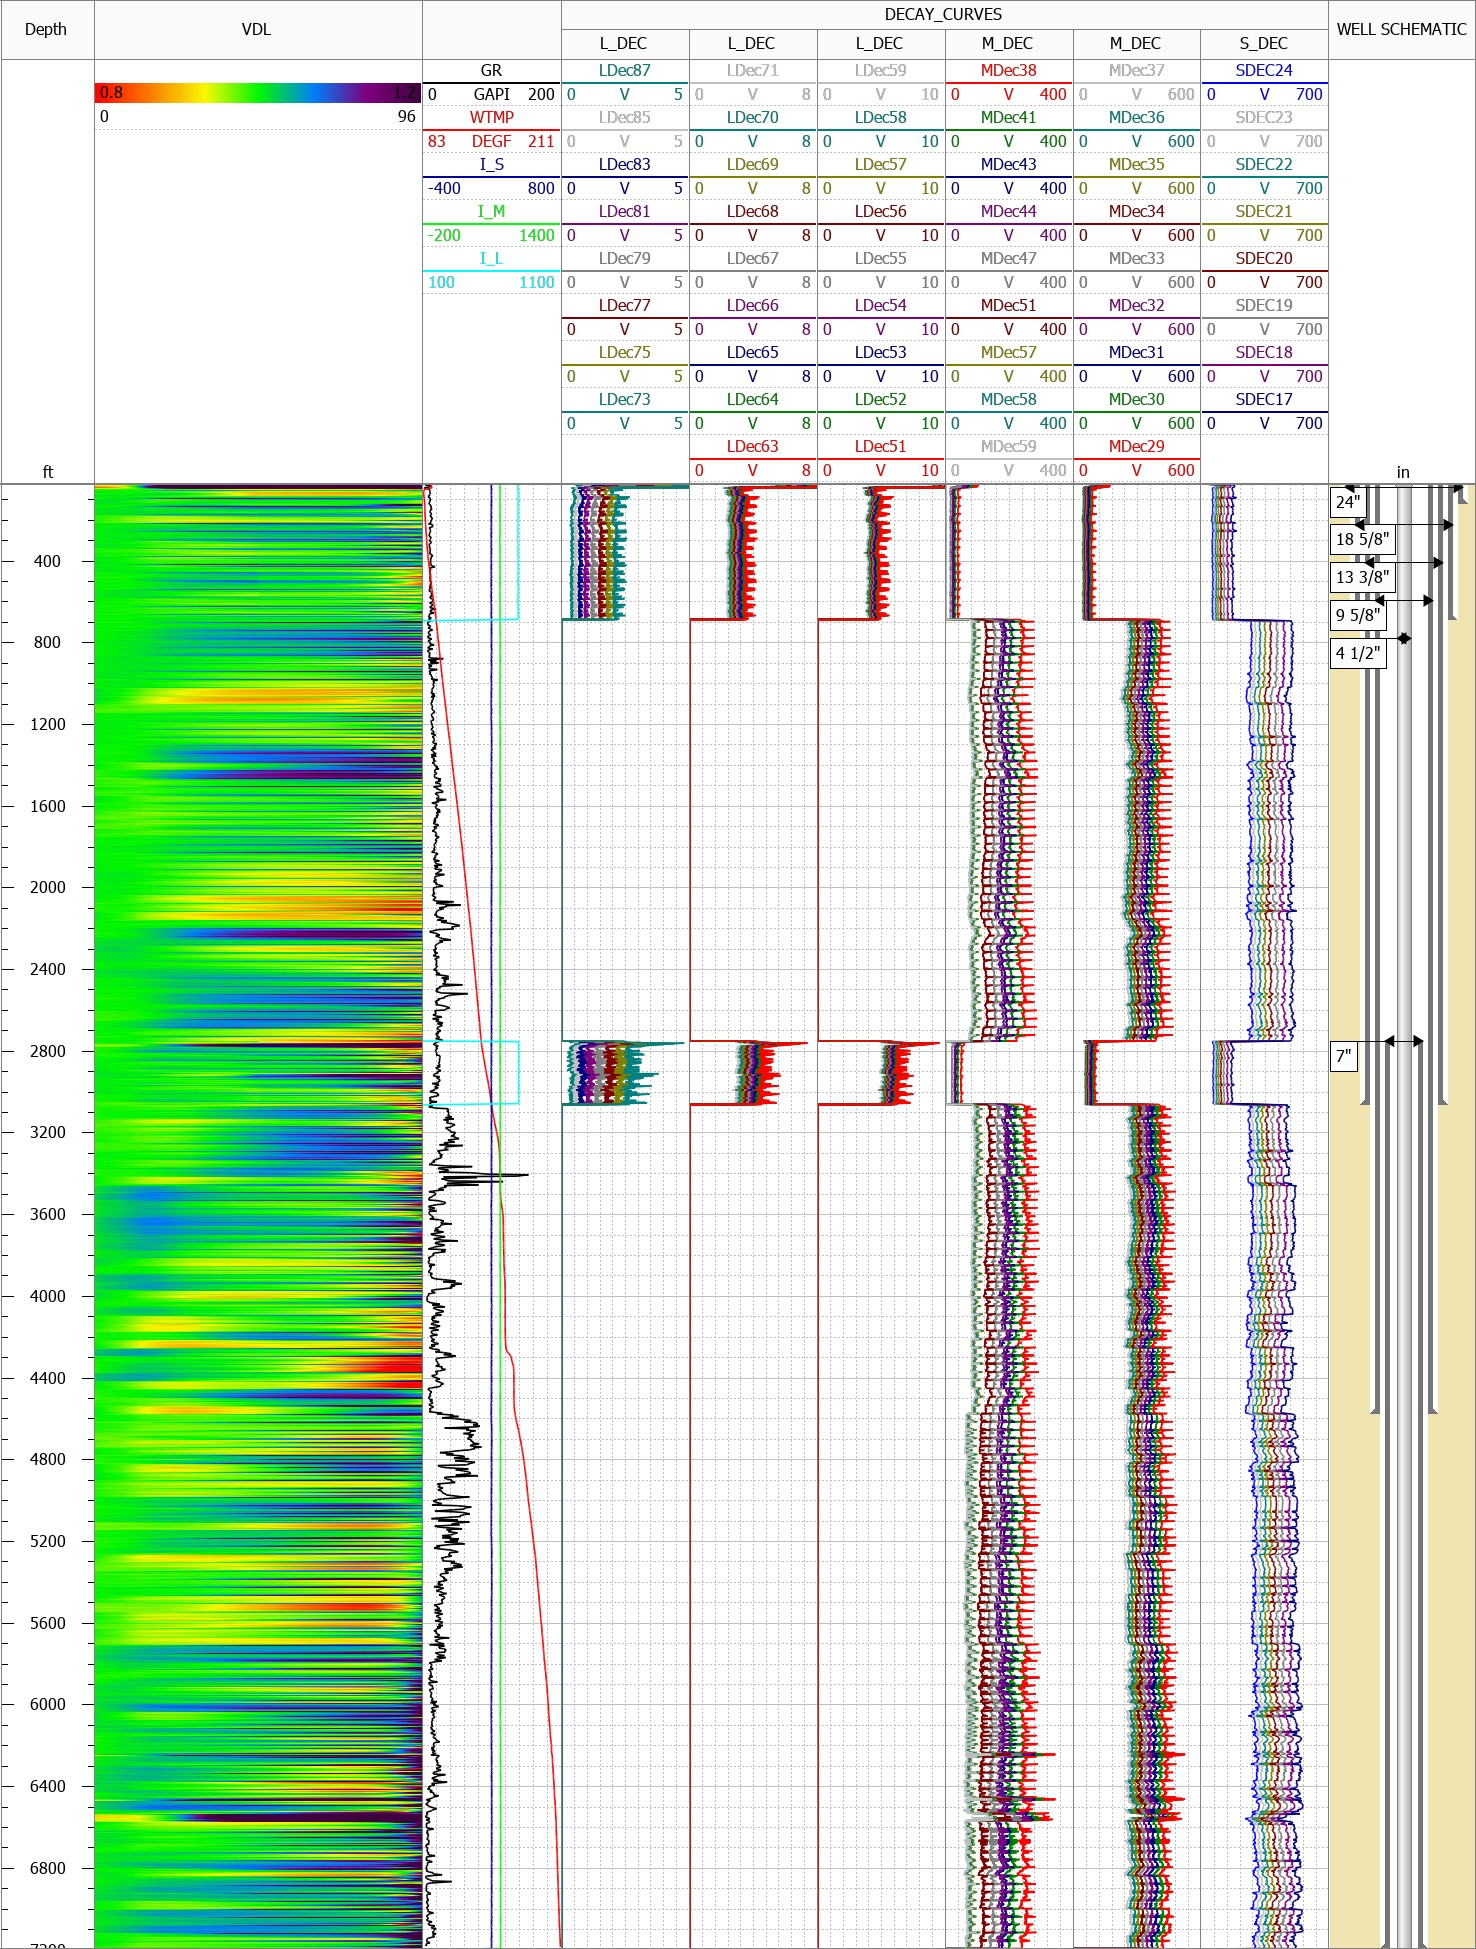 DECAY_CURVES
Depth VDL L_DEC L_DEC L_DEC M_DEC M_DEC S_DEC WELL SCHEMATIC
GR LDec87 LDec71 LDec59 MDec38 MDec37 SDEC24
0.8 1.2 0 GAPI 200 0 V 5 0 V 8 0 V 10 0 V 400 0 V 600 0 V 700
0 96 WTMP LDec85 LDec70 LDec58 MDec41 MDec36 SDEC23
83 DEGF 211 0 V 5 0 V 8 0 V 10 0 V 400 0 V 600 0 V 700
I_S LDec83 LDec69 LDec57 MDec43 MDec35 SDEC22
-400 800 0 V 5 0 V 8 0 V 10 0 V 400 0 V 600 0 V 700
I_M LDec81 LDec68 LDec56 MDec44 MDec34 SDEC21
-200 1400 0 V 5 0 V 8 0 V 10 0 V 400 0 V 600 0 V 700
I_L LDec79 LDec67 LDec55 MDec47 MDec33 SDEC20
100 1100 0 V 5 0 V 8 0 V 10 0 V 400 0 V 600 0 V 700
LDec77 LDec66 LDec54 MDec51 MDec32 SDEC19
0 V 5 0 V 8 0 V 10 0 V 400 0 V 600 0 V 700
LDec75 LDec65 LDec53 MDec57 MDec31 SDEC18
0 V 5 0 V 8 0 V 10 0 V 400 0 V 600 0 V 700
LDec73 LDec64 LDec52 MDec58 MDec30 SDEC17
0 V 5 0 V 8 0 V 10 0 V 400 0 V 600 0 V 700
LDec63 LDec51 MDec59 MDec29
ft 0 V 8 0 V 10 0 V 400 0 V 600 in
24"
18 5/8"
400
13 3/8"
9 5/8"
800
4 1/2"
1200
1600
2000
2400
2800
7"
3200
3600
4000
4400
4800
5200
5600
6000
6400
6800
7200